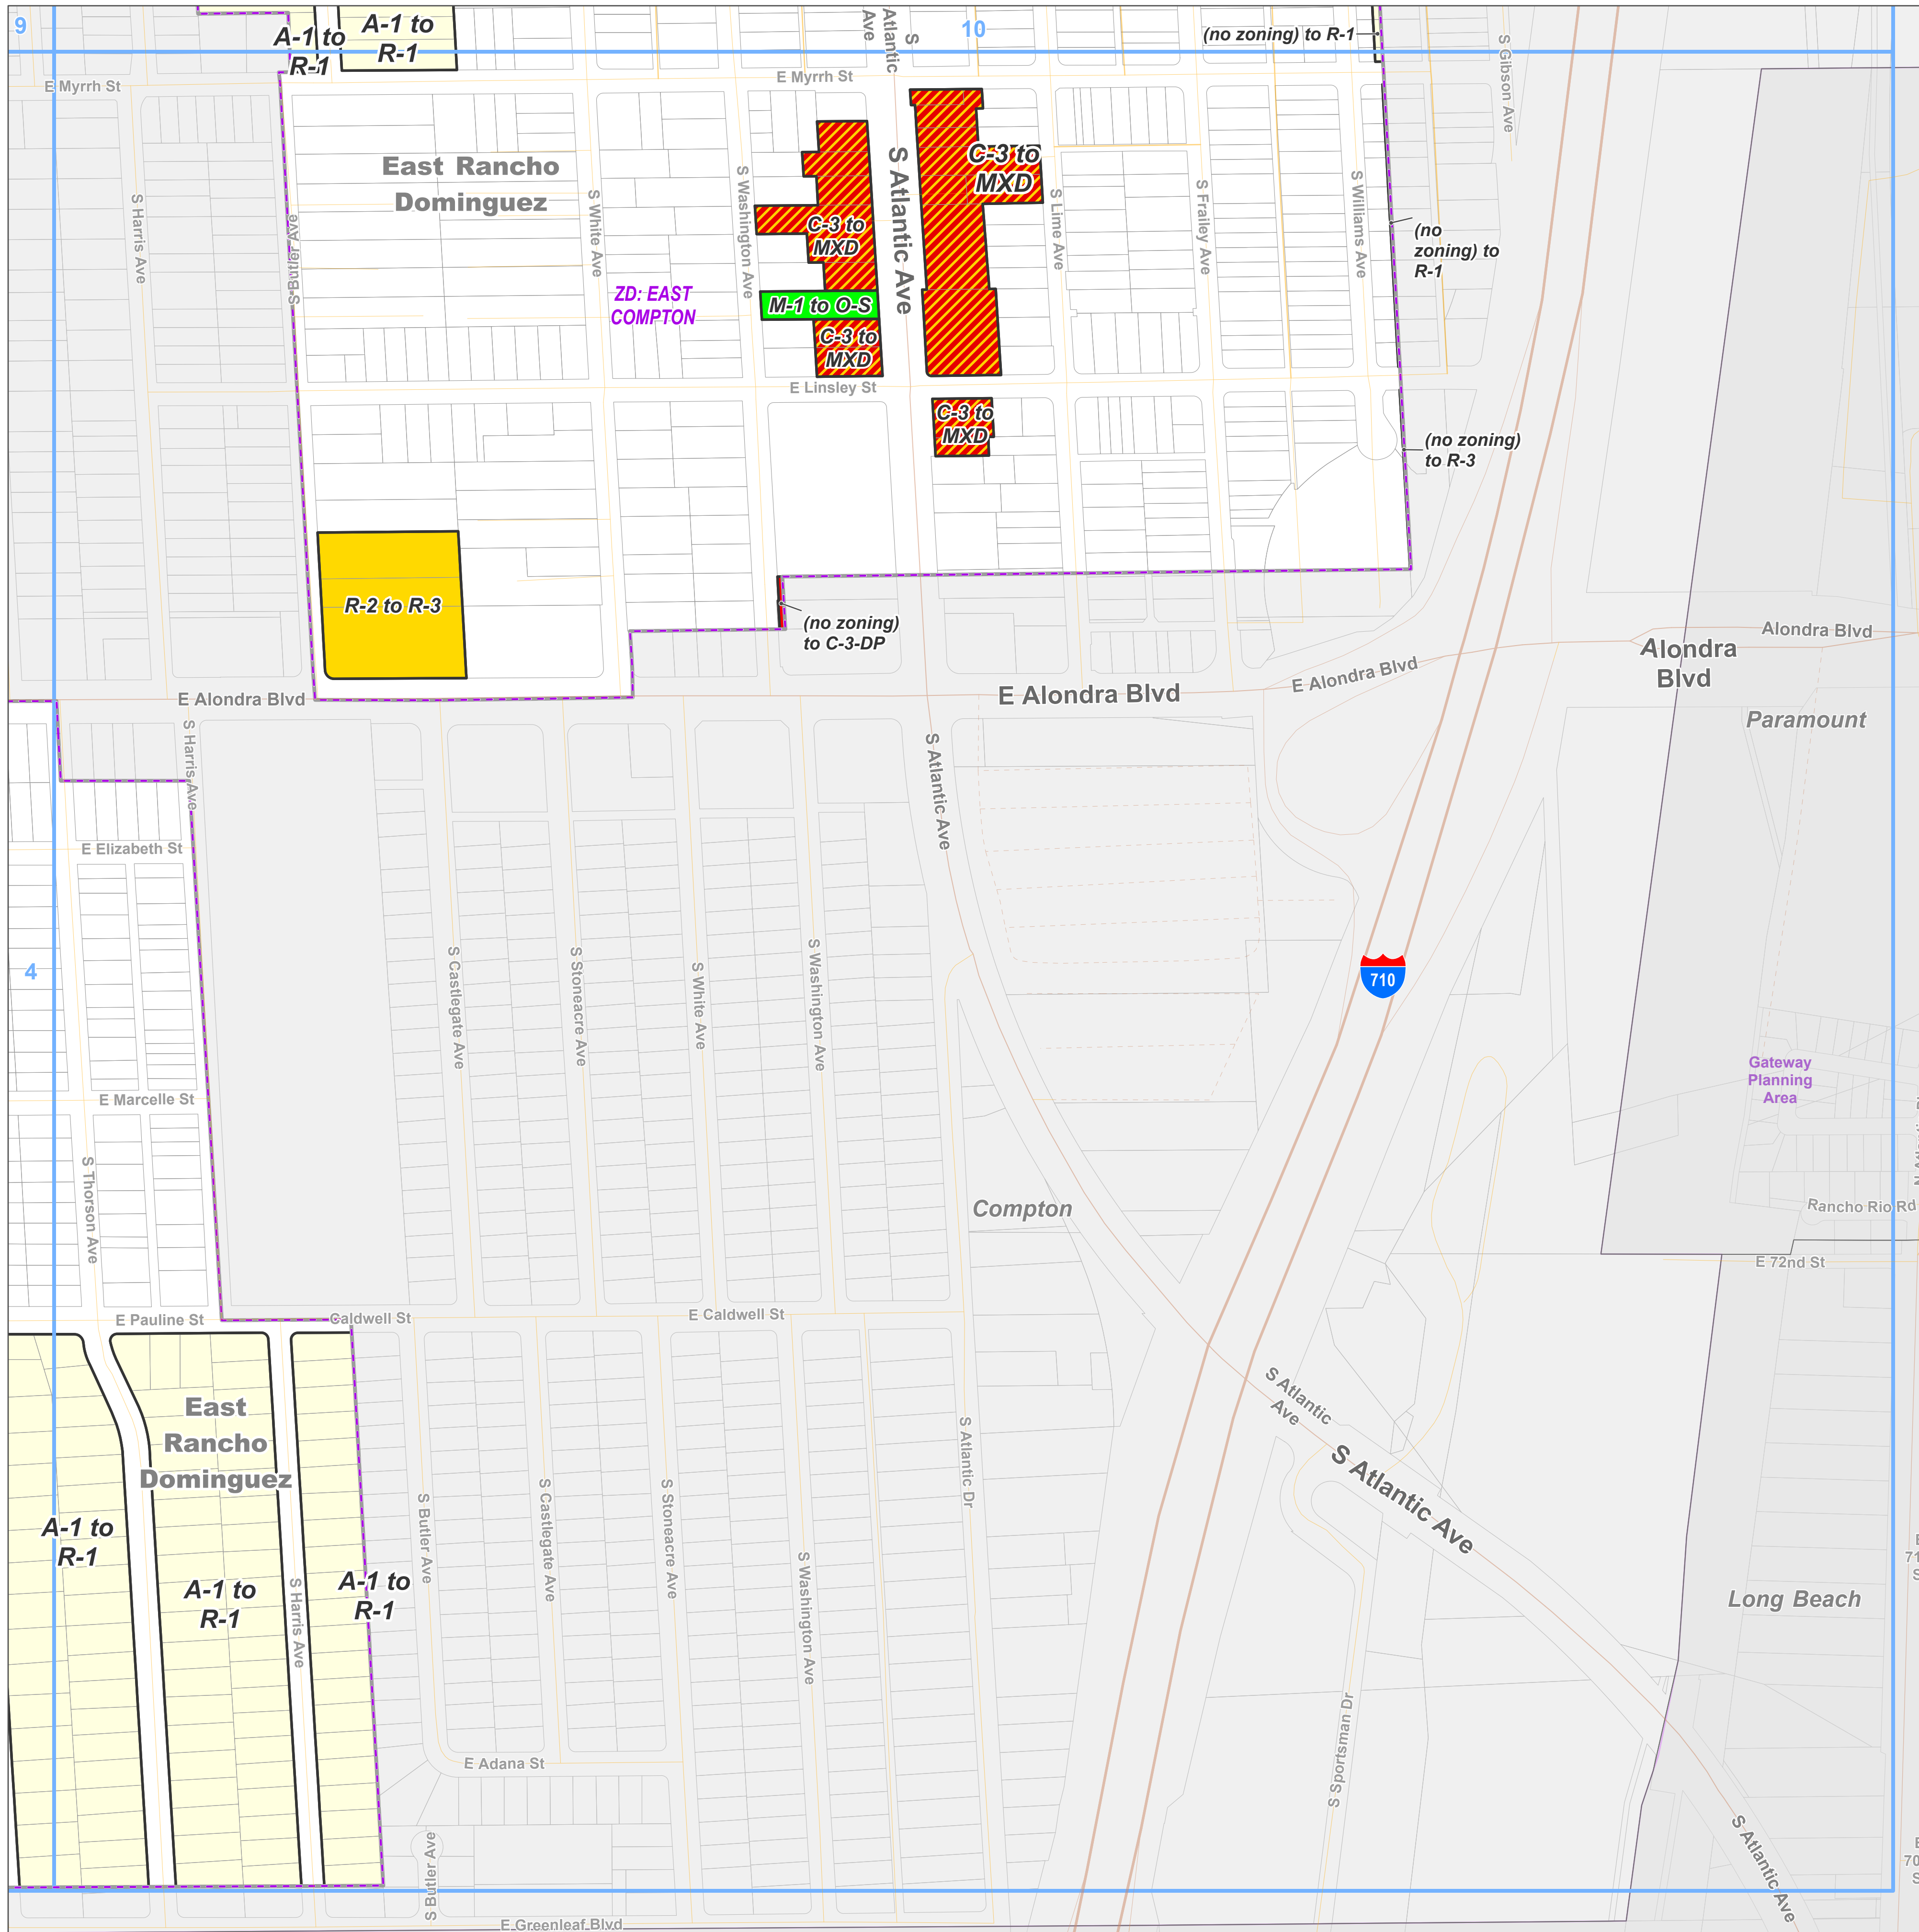 9
A-1 to
R-1
A-1 to
R-1
S
Atlantic
Ave
10
(no zoning) to R-1
S Gibson Ave
E Myrrh St
E Myrrh St
East Rancho
Dominguez
S Harris Ave
S Butler Ave
S White Ave
S Washington Ave
S Atlantic Ave
C-3 to
MXD
C-3 to
MXD
S Lime Ave
S Frailey Ave
S Williams Ave
(no
zoning) to
R-1
ZD: EAST
COMPTON
M-1 to O-S
C-3 to
MXD
E Linsley St
C-3 to
MXD
(no zoning)
to R-3
R-2 to R-3
(no zoning)
to C-3-DP
E Alondra Blvd
E Alondra Blvd
E Alondra Blvd
Alondra Blvd
Alondra
Blvd
Paramount
S Harris Ave
S Atlantic Ave
E Elizabeth St
4
S Castlegate Ave
S Stoneacre Ave
S White Ave
S Washington Ave
710
Gateway
Planning
Area
E Marcelle St
S Thorson Ave
Compton
Rancho Rio Rd
E 72nd St
E Pauline St
Caldwell St
E Caldwell St
East
Rancho
Dominguez
S Atlantic
Ave
S Atlantic Ave
S Atlantic Dr
A-1 to
R-1
A-1 to
R-1
A-1 to
R-1
S Harris Ave
S Butler Ave
S Castlegate Ave
S Stoneacre Ave
S Washington Ave
Long Beach
S Sportsman Dr
E Adana St
S Butler Ave
S Atlantic Ave
E Greenleaf Blvd